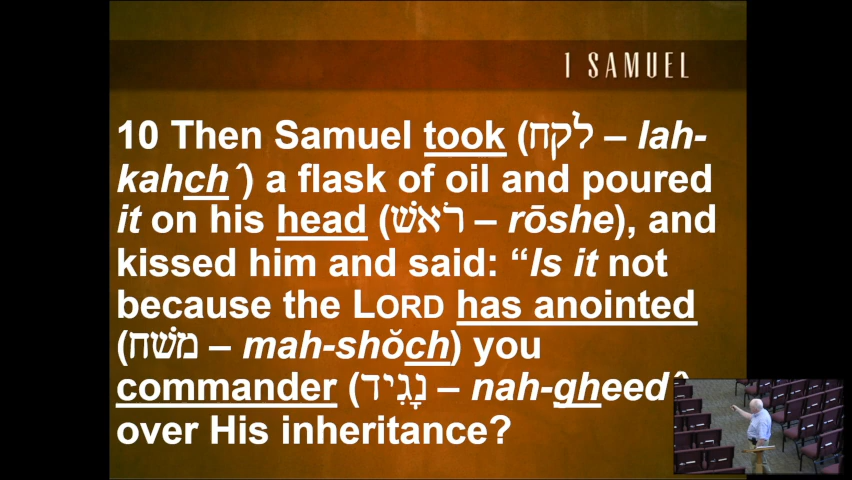 1 SAMUEL
10 Then Samuel took (לקח – lah-
kahch´) a flask of oil and poured
it on his head (רֹאשׁ – rōshe), and
kissed him and said: “Is it not
because the LORD has anointed
(משׁח – mah-shŏch) you
commander (נָגִיד – nah-gheed´)
over His inheritance?